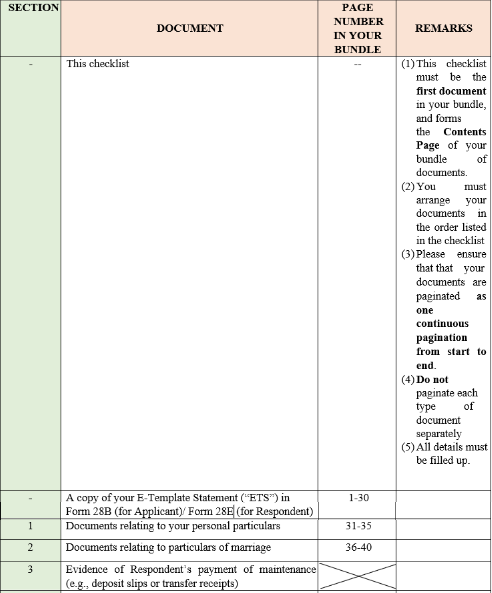 SECTION
DOCUMENT
PAGE
NUMBER
IN YOUR
BUNDLE
REMARKS
-
This checklist
--
(1) This checklist
must be the
first document
in your bundle,
and forms
the Contents
Page of your
bundle of
documents.
(2) You must
arrange your
documents in
the order listed
in the checklist
(3) Please ensure
that that your
documents are
paginated as
one
continuous
pagination
from start to
end.
(4) Do not
paginate each
type of
document
separately
(5) All details must
be filled up.
-
A copy of your E-Template Statement (“ETS”) in
Form 28B (for Applicant)/ Form 28E (for Respondent)
1-30
1
Documents relating to your personal particulars
31-35
2
Documents relating to particulars of marriage
36-40
3
Evidence of Respondent’s payment of maintenance
(e.g., deposit slips or transfer receipts)